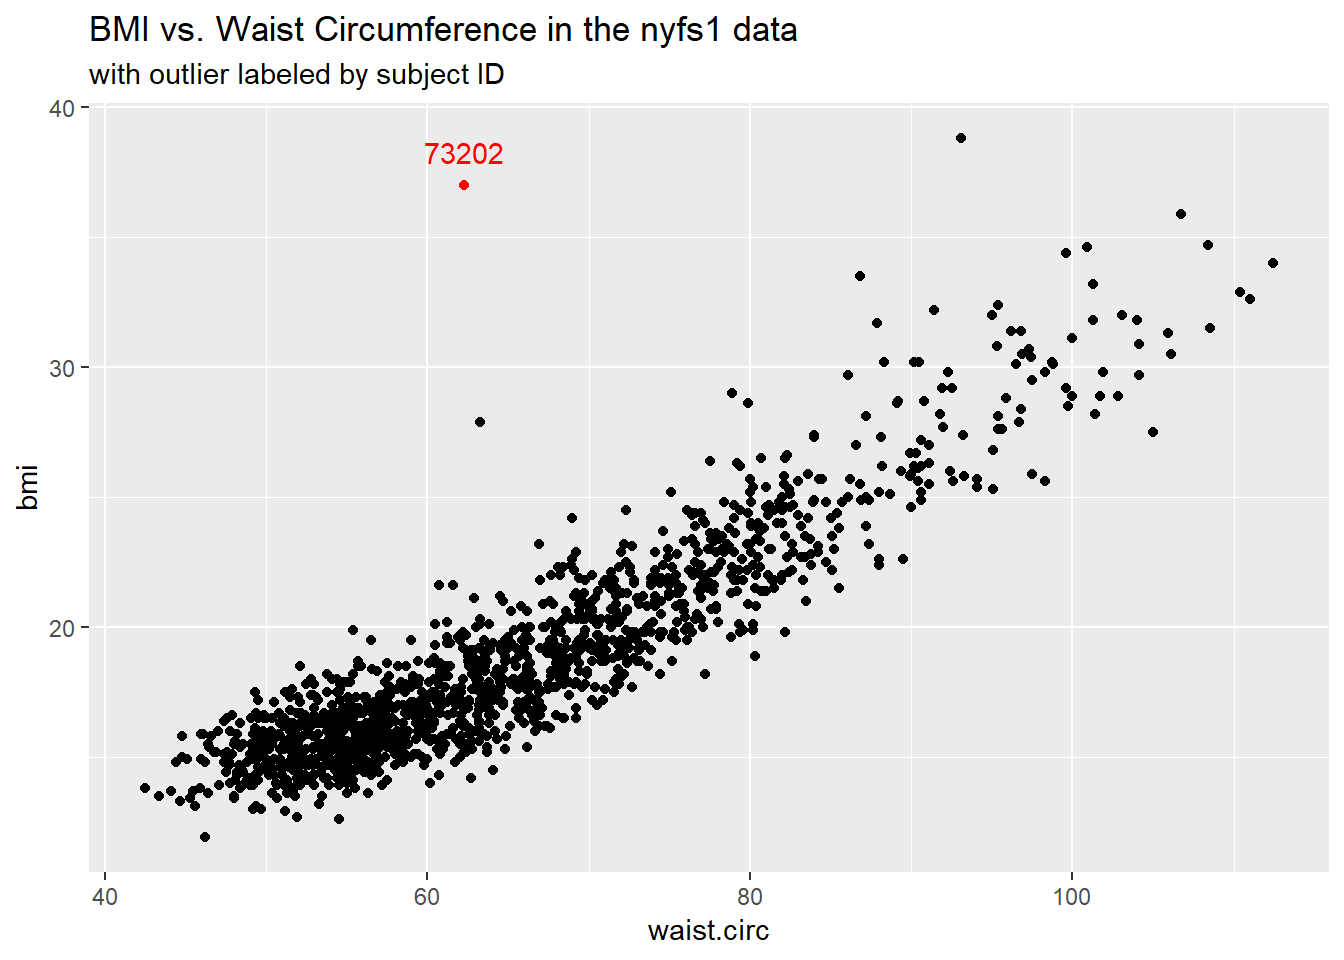 BMI vs. Waist Circumference in the nyfs1 data
with outlier labeled by subject ID
40
73202
30
bmi
20
40 60 80 100
waist.circ